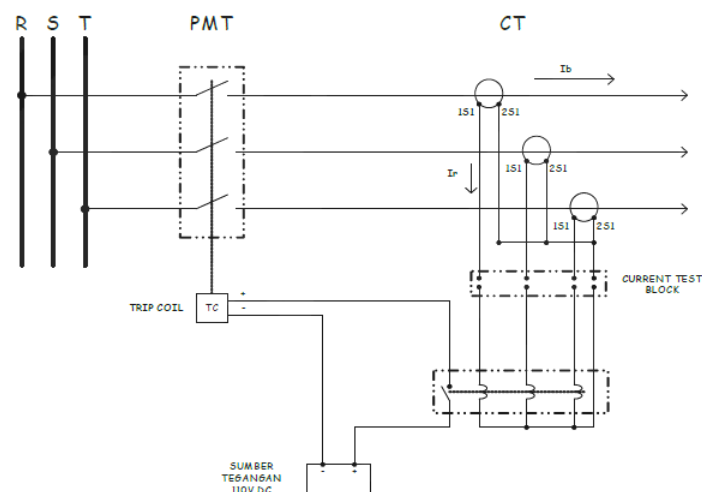 R S T PMT CT
Ib
1S1 2S1
Ir
1S1 2S1
1S1 2S1
CURRENT TEST
BLOCK
TRIP COIL TC + -
SUMBER
TEGANGAN
110V DC
- +